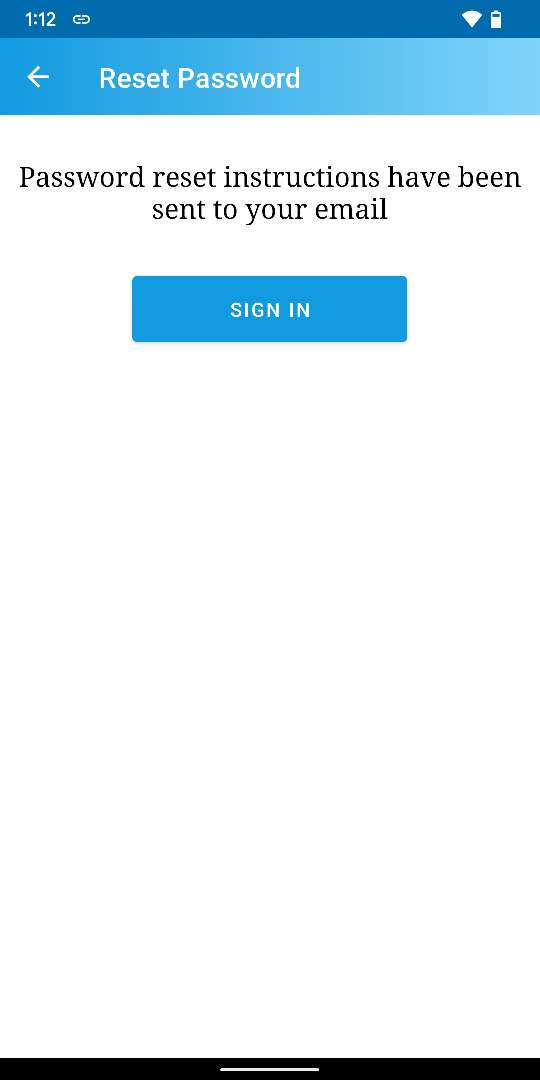 1:12
Reset Password
Password reset instructions have been
sent to your email
SIGN IN